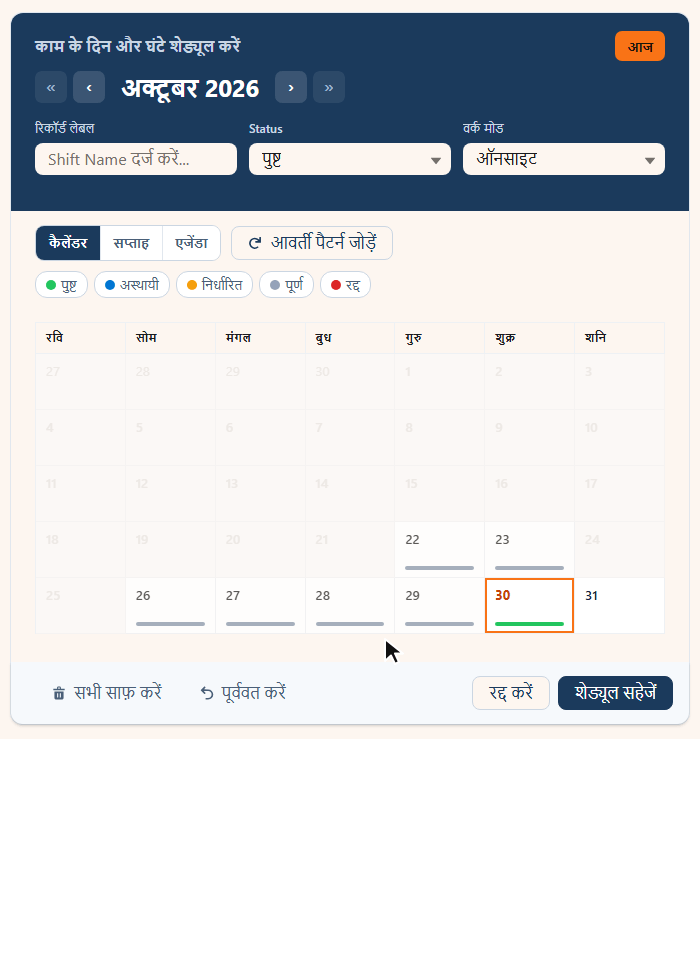 काम के दिन और घंटे शेड्यूल करें
आज
« ‹ अक्टूबर 2026 › »
रिकॉर्ड लेबल Status वर्क मोड
Shift Name दर्ज करें... पुष्ट ऑनसाइट
कैलेंडर सप्ताह एजेंडा आवर्ती पैटर्न जोड़ें
पुष्ट अस्थायी निर्धारित पूर्ण रद्द
रवि सोम मंगल बुध गुरु शुक्र शनि
27 28 29 30 1 2 3
4 5 6 7 8 9 10
11 12 13 14 15 16 17
18 19 20 21 22 23 24
25 26 27 28 29 30 31
सभी साफ़ करें पूर्ववत करें रद्द करें शेड्यूल सहेजें